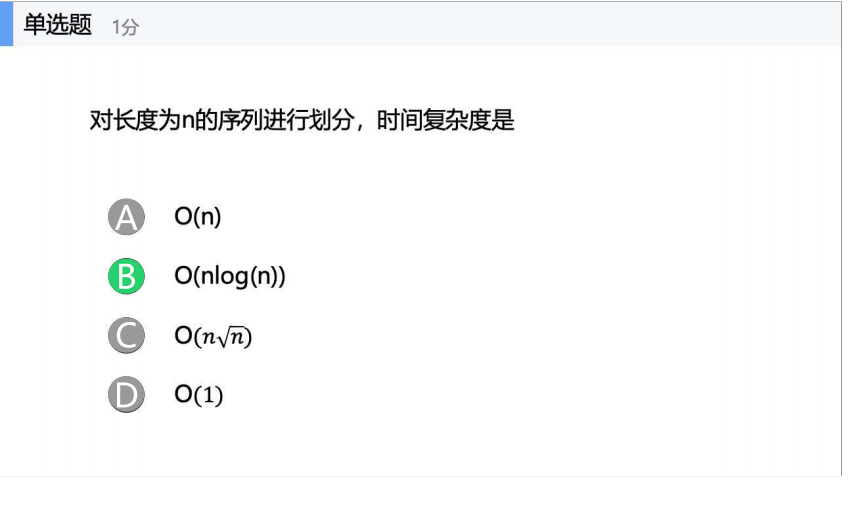 单选题 1分
对长度为n的序列进行划分，时间复杂度是
A O(n)
B O(nlog(n))
C O(n√n)
D O(1)